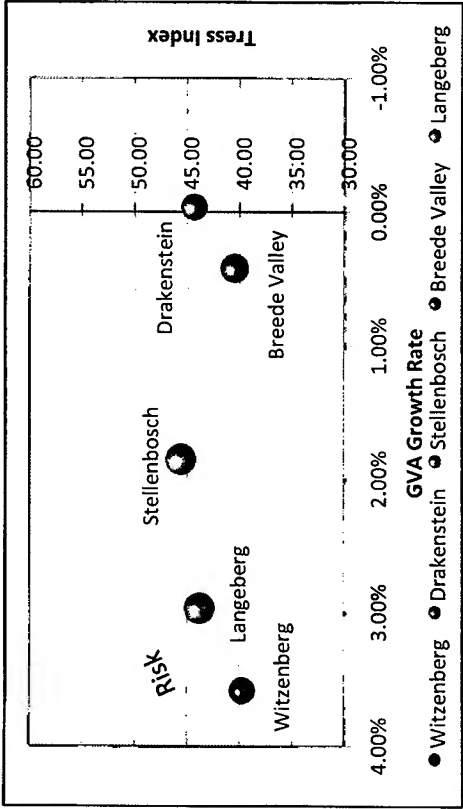 Tress Index
60.00
55.00
50.00
45.00
40.00
35.00
30.00
Risk
Stellenbosch
Drakenstein
Langeberg
Witzenberg
Breede Valley
4.00%
3.00%
2.00%
1.00%
0.00%
-1.00%
GVA Growth Rate
Witzenberg Drakenstein Stellenbosch Breede Valley Langeberg